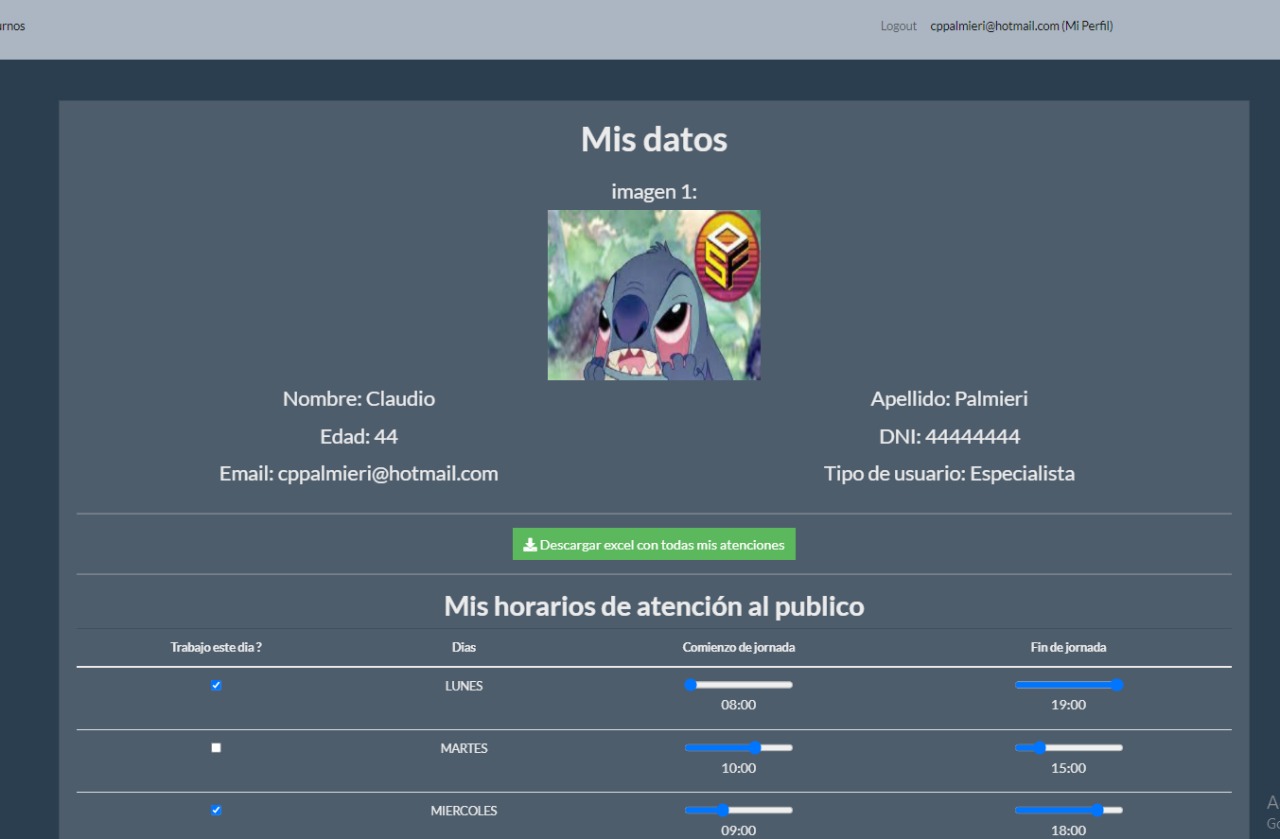 Logout cppalmieri@hotmail.com (Mi Perfil)
Mis datos
imagen 1:
Nombre: Claudio Apellido: Palmieri
Edad: 44 DNI: 44444444
Email: cppalmieri@hotmail.com Tipo de usuario: Especialista
Descargar excel con todas mis atenciones
Mis horarios de atención al publico
Trabajo este dia ? Dias Comienzo de jornada Fin de jornada
LUNES
08:00 19:00
MARTES
10:00 15:00
MIERCOLES
09:00 18:00